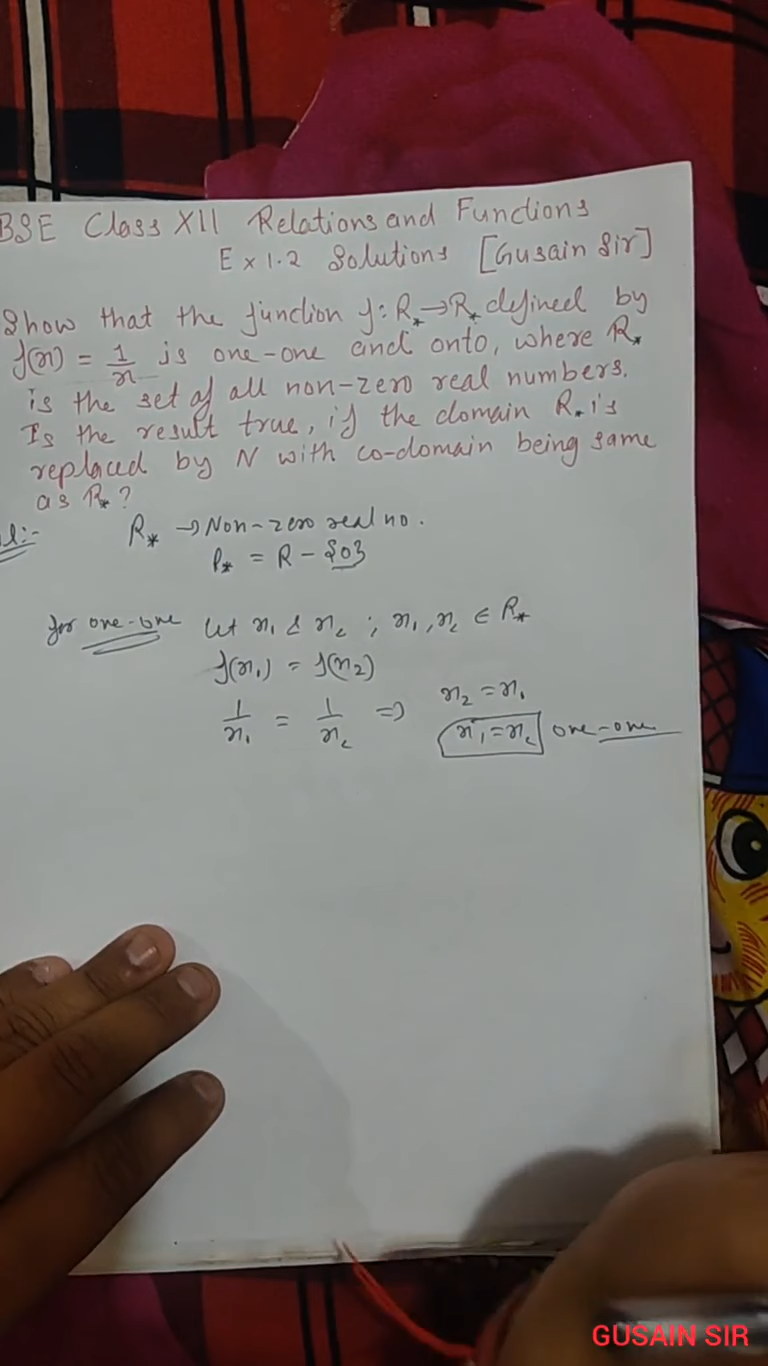 BSE Class XII Relations and Functions
Ex 1.2 Solutions [Gusain Sir]
Show that the function f: R* → R* defined by
f(x) = 1/x is one-one and onto, where R*
is the set of all non-zero real numbers.
Is the result true, if the domain R* is
replaced by N with co-domain being same
as R*?
R* → Non-zero real no.
R* = R - {0}
for one-one let x₁ & x₂ ; x₁, x₂ ∈ R*
f(x₁) = f(x₂)
1/x₁ = 1/x₂ ⇒ x₂ = x₁
x₁ = x₂ one-one
GUSAIN SIR